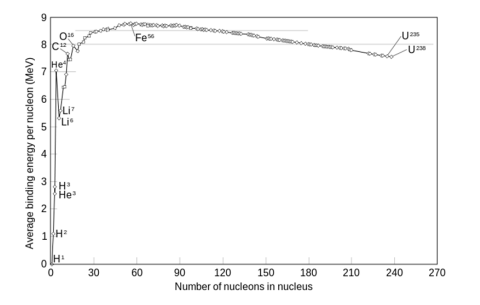 Average binding energy per nucleon (MeV)
9
8
7
6
5
4
3
2
1
0
O¹⁶
C¹²
He⁴
Li⁷
Li⁶
H³
He³
H²
H¹
Fe⁵⁶
U²³⁵
U²³⁸
0 30 60 90 120 150 180 210 240 270
Number of nucleons in nucleus